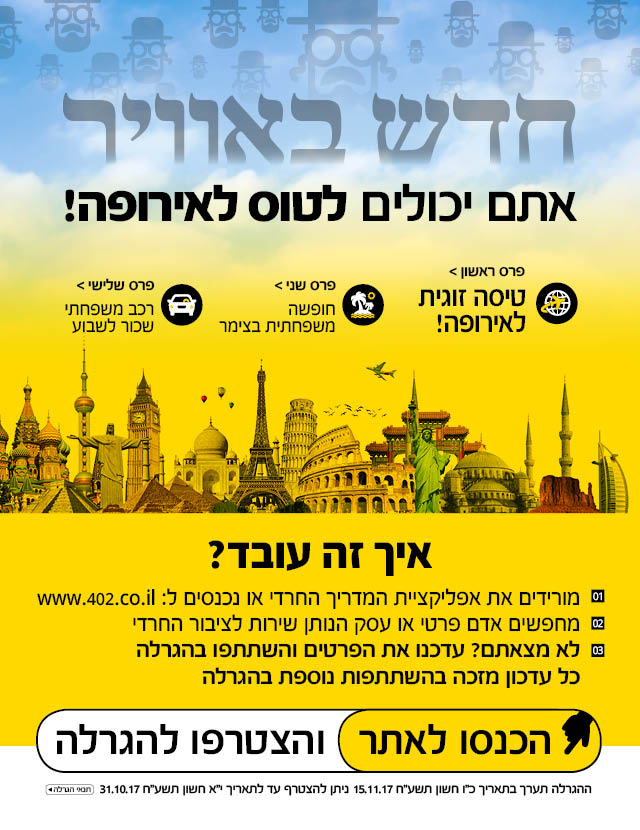 חדש באוויר
אתם יכולים לטוס לאירופה!
פרס ראשון >
טיסה זוגית
לאירופה!
פרס שני >
חופשה
משפחתית בצימר
פרס שלישי >
רכב משפחתי
שכור לשבוע
איך זה עובד?
01 מורידים את אפליקציית המדריך החרדי או נכנסים ל: www.402.co.il
02 מחפשים אדם פרטי או עסק הנותן שירות לציבור החרדי
03 לא מצאתם? עדכנו את הפרטים והשתתפו בהגרלה
כל עדכון מזכה בהשתתפות נוספת בהגרלה
הכנסו לאתר והצטרפו להגרלה
ההגרלה תערך בתאריך כ"ו חשון תשע"ח 15.11.17 ניתן להצטרף עד לתאריך י"א חשון תשע"ח 31.10.17 תנאי הגרלה